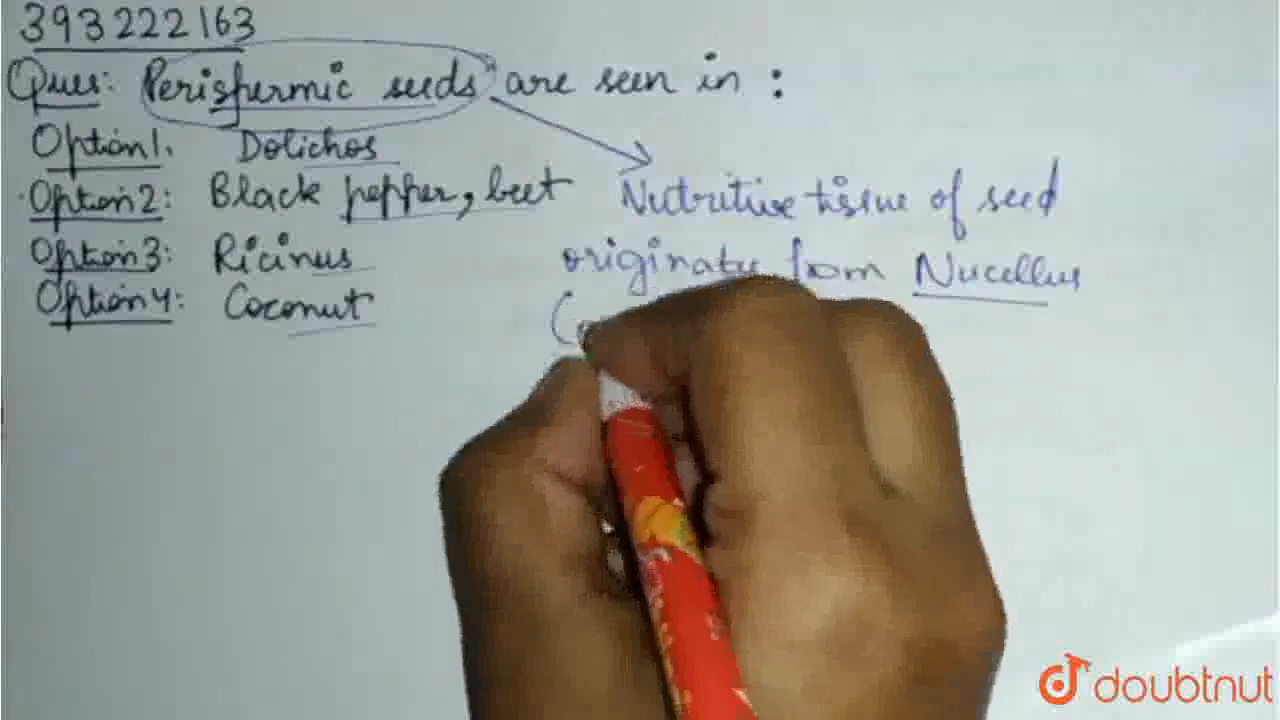 393222163
Ques: Perispermic seeds are seen in :
Option1. Dolichos
Option2: Black pepper, beet
Nutritive tissue of seed
Option3: Ricinus
originates from Nucellus
Option4: Coconut
doubtnut